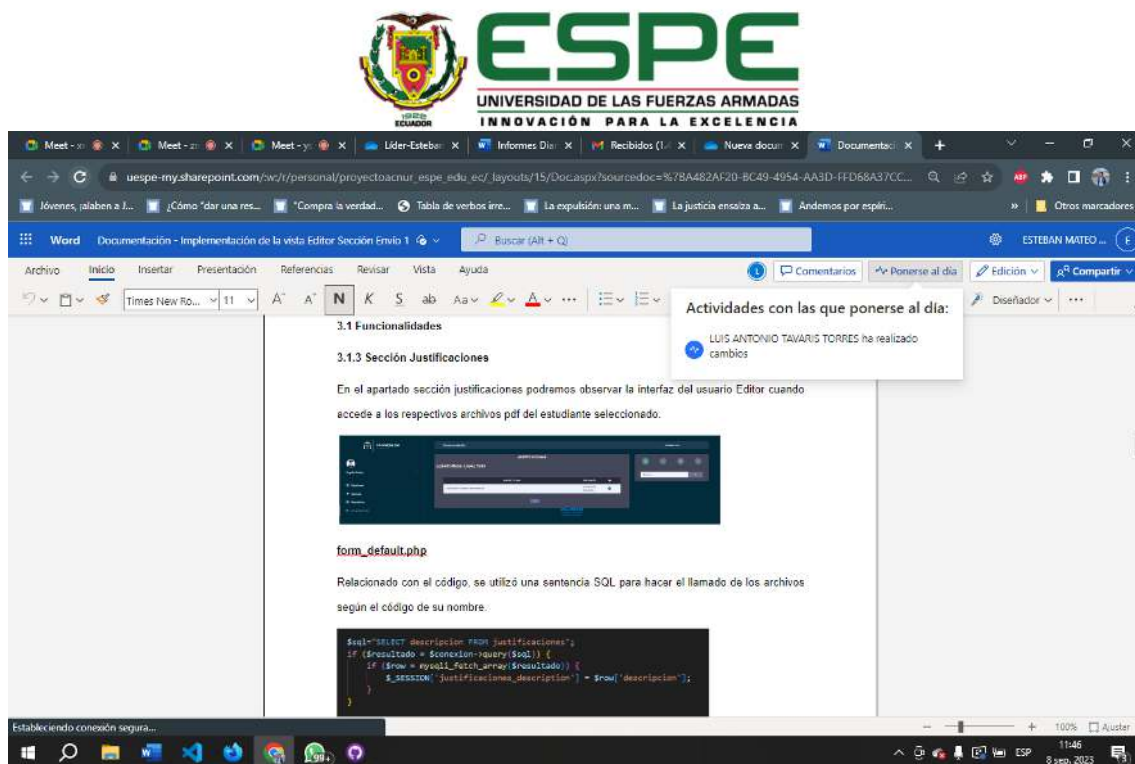 ESPE
UNIVERSIDAD DE LAS FUERZAS ARMADAS
INNOVACIÓN PARA LA EXCELENCIA
1922
ECUADOR
Meet - Meet - Meet - Líder-Esteban Informes Diar Recibidos (1. Nueva docum Documentaci
uespe-my.sharepoint.com/:w:/r/personal/proyectoacnur_espe_edu_ec/_layouts/15/Doc.aspx?sourcedoc=%7BA482AF20-BC49-4954-AA3D-FFD68A37CC...
Jóvenes, ¡alaben a J... ¿Cómo "dar una res... "Compra la verdad... Tabla de verbos irre... La expulsión: una m... La justicia ensalza a... Andemos por espíri... » Otros marcadores
Word Documentación - Implementación de la vista Editor Sección Envío 1 Buscar (Alt + Q) ESTEBAN MATEO ... E
Archivo Inicio Insertar Presentación Referencias Revisar Vista Ayuda Comentarios Ponerse al día Edición Compartir
Times New Ro... 11 A A N K S ab Aa A ... Diseñador ...
Actividades con las que ponerse al día:
LUIS ANTONIO TAVARIS TORRES ha realizado
cambios
3.1 Funcionalidades
3.1.3 Sección Justificaciones
En el apartado sección justificaciones podremos observar la interfaz del usuario Editor cuando
accede a los respectivos archivos pdf del estudiante seleccionado.
form_default.php
Relacionado con el código, se utilizó una sentencia SQL para hacer el llamado de los archivos
según el código de su nombre.
$sql="SELECT descripcion FROM justificaciones";
if ($resultado = $conexion->query($sql)) {
if ($row = mysqli_fetch_array($resultado)) {
$_SESSION['justificaciones_description'] = $row['descripcion'];
}
}
Estableciendo conexión segura...
100% Ajustar
99+ ESP 11:46
8 sep. 2023